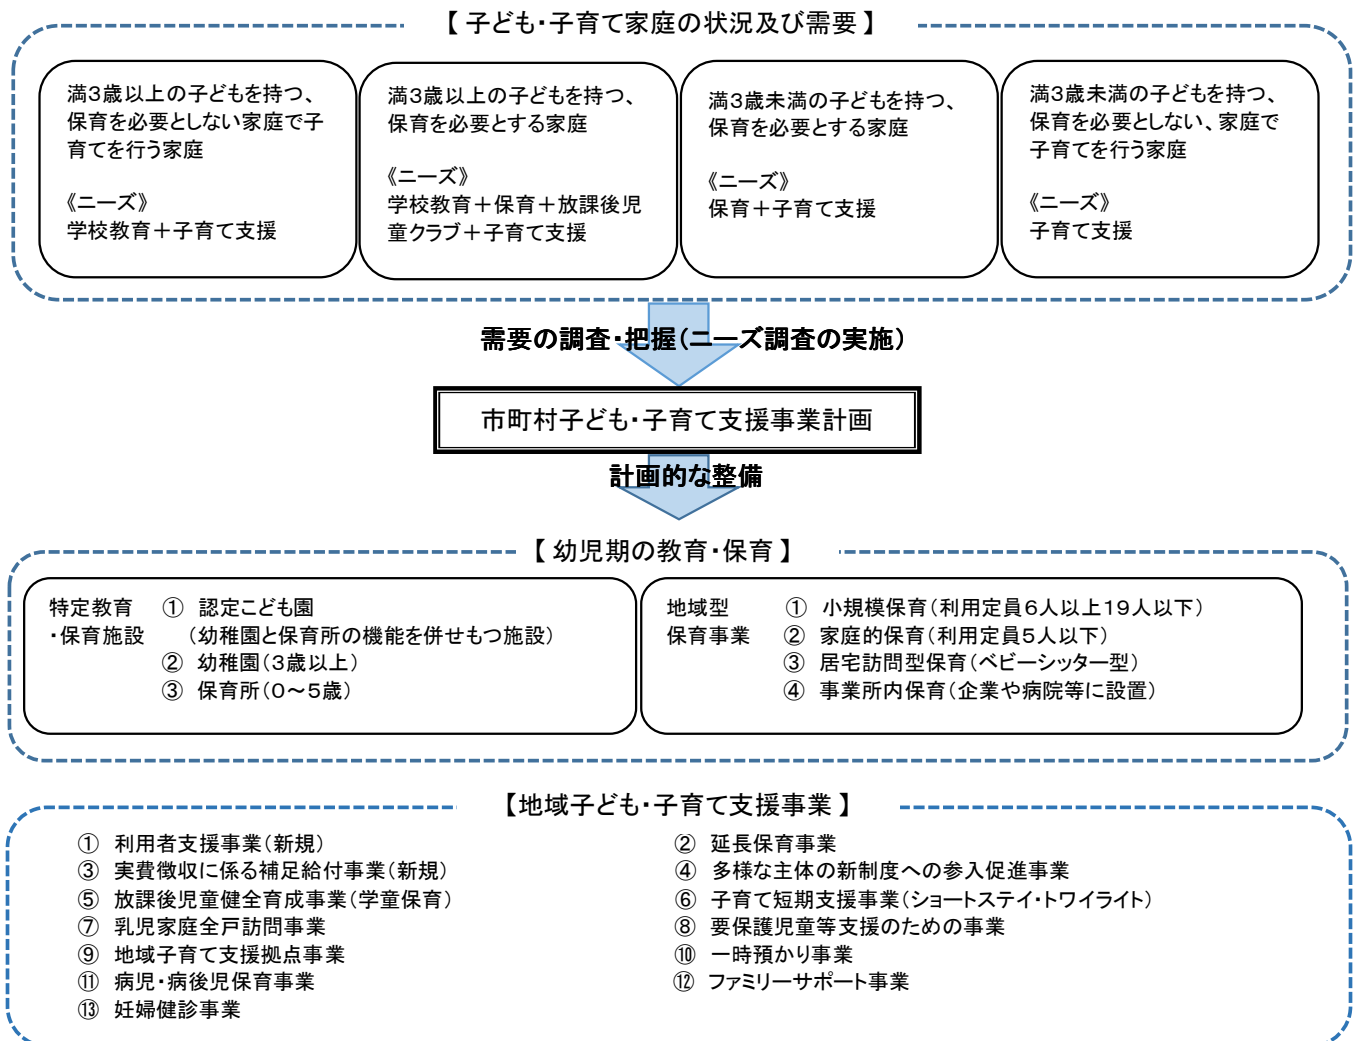 【 子ども・子育て家庭の状況及び需要 】
満３歳以上の子どもを持つ、
保育を必要としない家庭で子
育てを行う家庭
《ニーズ》
学校教育＋子育て支援
満３歳以上の子どもを持つ、
保育を必要とする家庭
《ニーズ》
学校教育＋保育＋放課後児
童クラブ＋子育て支援
満３歳未満の子どもを持つ、
保育を必要とする家庭
《ニーズ》
保育＋子育て支援
満３歳未満の子どもを持つ、
保育を必要としない、家庭で
子育てを行う家庭
《ニーズ》
子育て支援
需要の調査・把握（ニーズ調査の実施）
市町村子ども・子育て支援事業計画
計画的な整備
【 幼児期の教育・保育 】
特定教育 ① 認定こども園
・保育施設 （幼稚園と保育所の機能を併せもつ施設）
② 幼稚園（３歳以上）
③ 保育所（０～５歳）
地域型 ① 小規模保育（利用定員６人以上１９人以下）
保育事業 ② 家庭的保育（利用定員５人以下）
③ 居宅訪問型保育（ベビーシッター型）
④ 事業所内保育（企業や病院等に設置）
【地域子ども・子育て支援事業 】
① 利用者支援事業（新規） ② 延長保育事業
③ 実費徴収に係る補足給付事業（新規） ④ 多様な主体の新制度への参入促進事業
⑤ 放課後児童健全育成事業（学童保育） ⑥ 子育て短期支援事業（ショートステイ・トワイライト）
⑦ 乳児家庭全戸訪問事業 ⑧ 要保護児童等支援のための事業
⑨ 地域子育て支援拠点事業 ⑩ 一時預かり事業
⑪ 病児・病後児保育事業 ⑫ ファミリーサポート事業
⑬ 妊婦健診事業